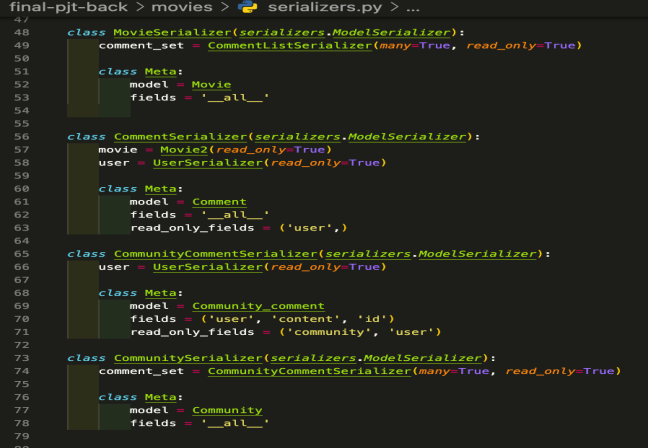 final-pjt-back > movies > serializers.py > ...
47
48 class MovieSerializer(serializers.ModelSerializer):
49     comment_set = CommentListSerializer(many=True, read_only=True)
50
51     class Meta:
52         model = Movie
53         fields = '__all__'
54
55
56 class CommentSerializer(serializers.ModelSerializer):
57     movie = Movie2(read_only=True)
58     user = UserSerializer(read_only=True)
59
60     class Meta:
61         model = Comment
62         fields = '__all__'
63         read_only_fields = ('user',)
64
65 class CommunityCommentSerializer(serializers.ModelSerializer):
66     user = UserSerializer(read_only=True)
67
68     class Meta:
69         model = Community_comment
70         fields = ('user', 'content', 'id')
71         read_only_fields = ('community', 'user')
72
73 class CommunitySerializer(serializers.ModelSerializer):
74     comment_set = CommunityCommentSerializer(many=True, read_only=True)
75
76     class Meta:
77         model = Community
78         fields = '__all__'
79
80